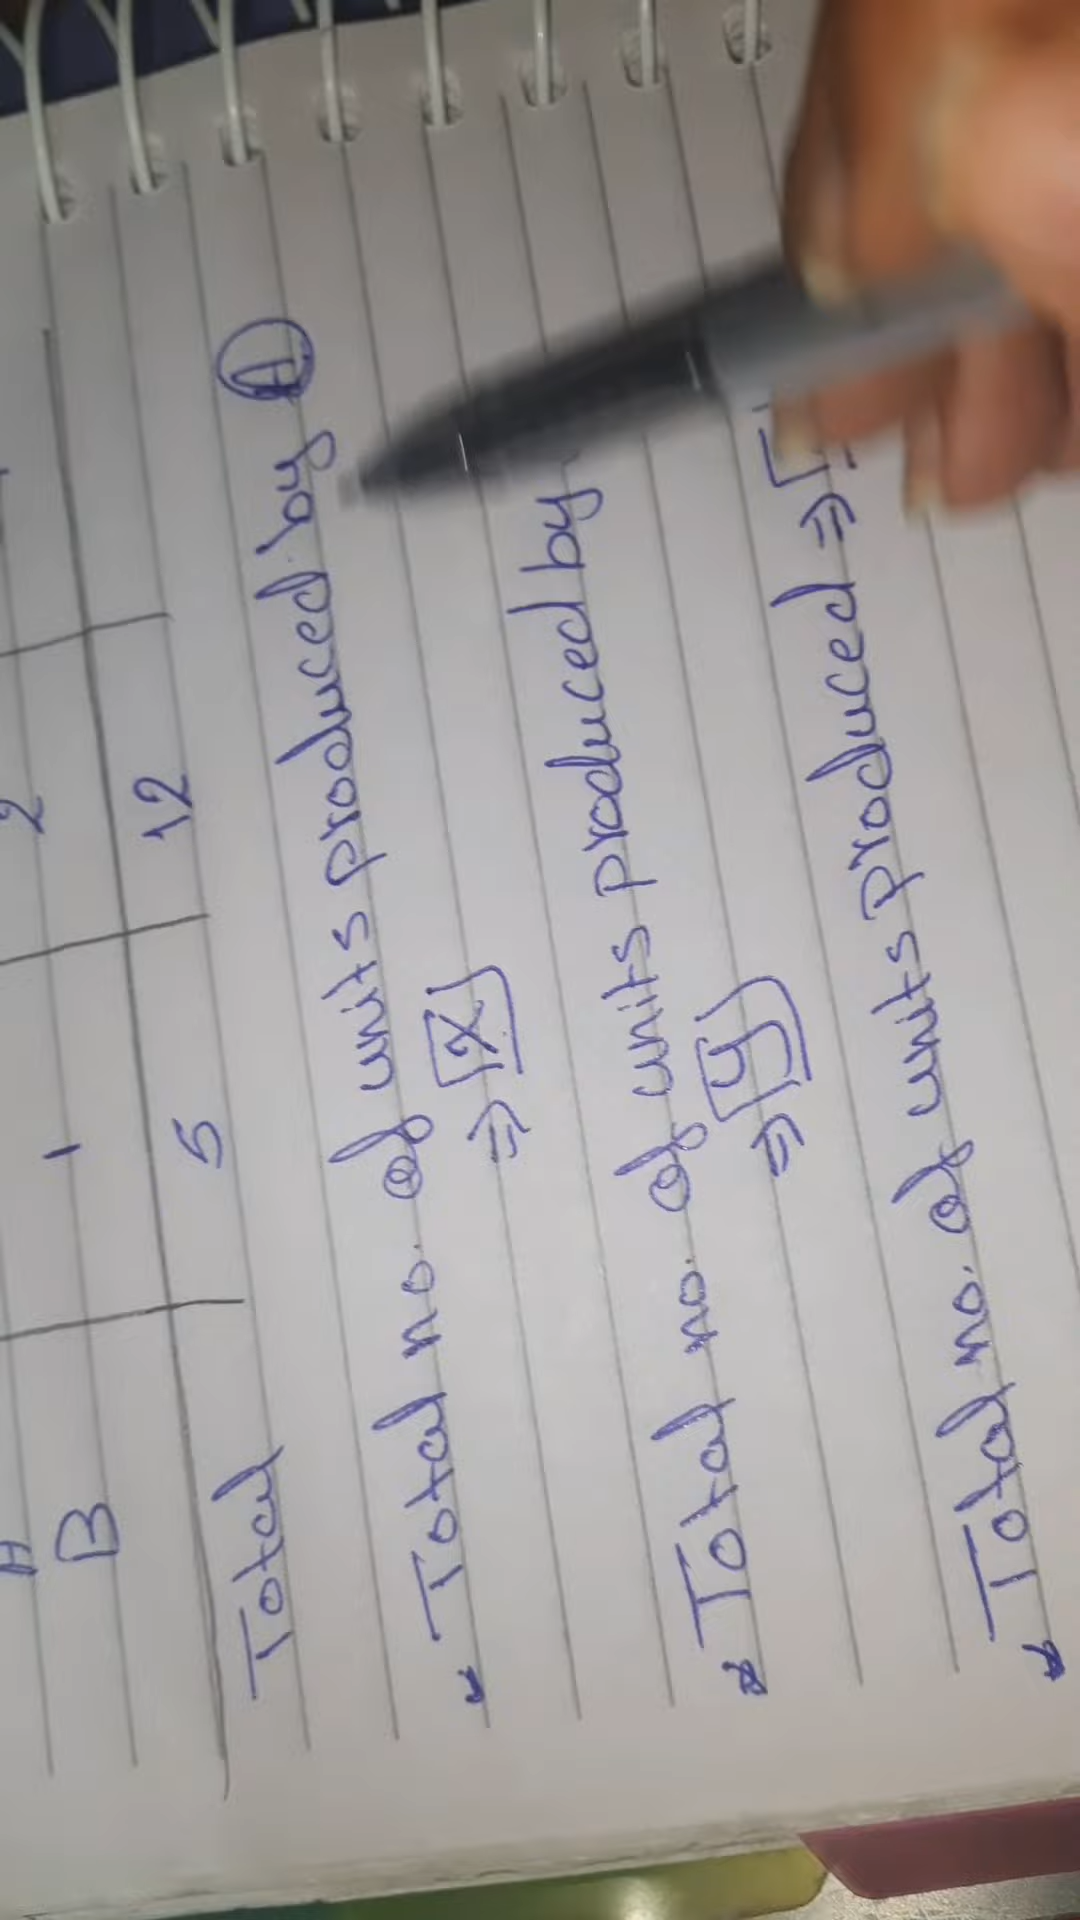 A 2
B 1
Total 5 12
Total no. of units produced by A
⇒ x
* Total no. of units produced by
⇒ y
* Total no. of units produced ⇒